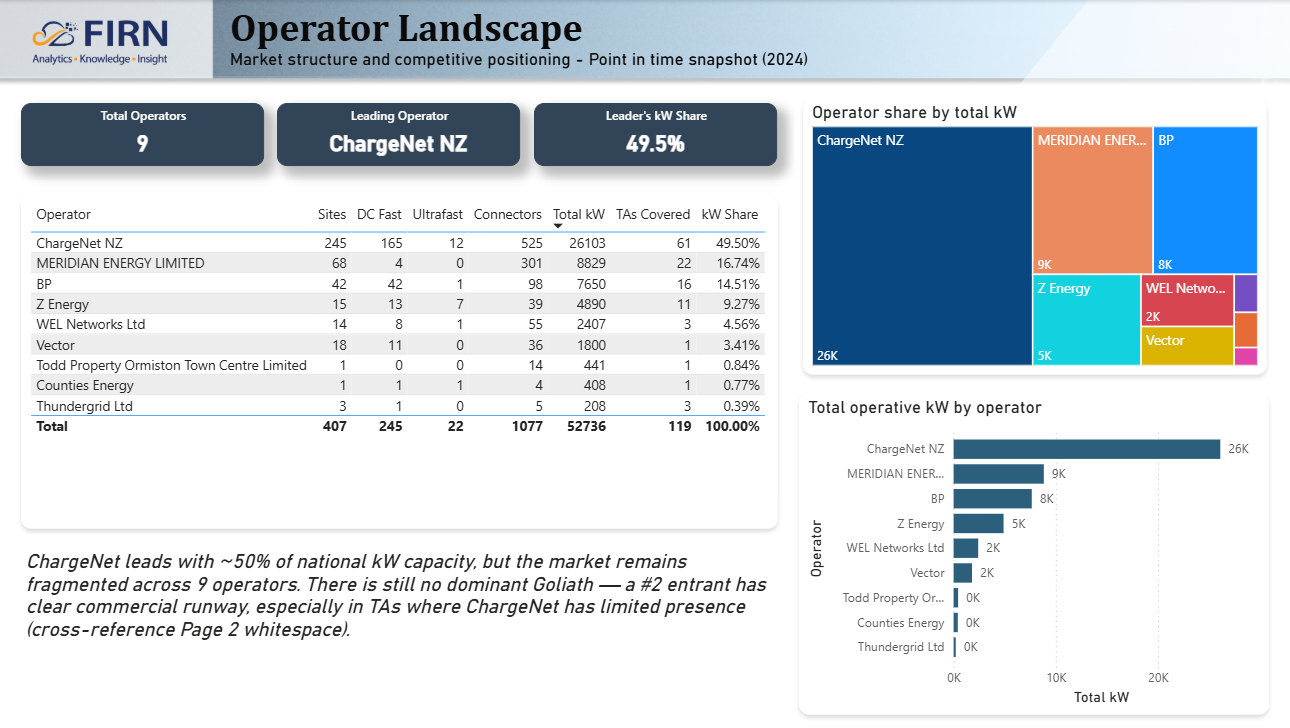 FIRN
Analytics • Knowledge • Insight
Operator Landscape
Market structure and competitive positioning - Point in time snapshot (2024)
Total Operators
9
Leading Operator
ChargeNet NZ
Leader's kW Share
49.5%
Operator Sites DC Fast Ultrafast Connectors Total kW TAs Covered kW Share
ChargeNet NZ 245 165 12 525 26103 61 49.50%
MERIDIAN ENERGY LIMITED 68 4 0 301 8829 22 16.74%
BP 42 42 1 98 7650 16 14.51%
Z Energy 15 13 7 39 4890 11 9.27%
WEL Networks Ltd 14 8 1 55 2407 3 4.56%
Vector 18 11 0 36 1800 1 3.41%
Todd Property Ormiston Town Centre Limited 1 0 0 14 441 1 0.84%
Counties Energy 1 1 1 4 408 1 0.77%
Thundergrid Ltd 3 1 0 5 208 3 0.39%
Total 407 245 22 1077 52736 119 100.00%
ChargeNet leads with ~50% of national kW capacity, but the market remains
fragmented across 9 operators. There is still no dominant Goliath — a #2 entrant has
clear commercial runway, especially in TAs where ChargeNet has limited presence
(cross-reference Page 2 whitespace).
Operator share by total kW
ChargeNet NZ
26K
MERIDIAN ENER...
9K
BP
8K
Z Energy
5K
WEL Netwo...
2K
Vector
Total operative kW by operator
Operator
ChargeNet NZ 26K
MERIDIAN ENER... 9K
BP 8K
Z Energy 5K
WEL Networks Ltd 2K
Vector 2K
Todd Property Or... 0K
Counties Energy 0K
Thundergrid Ltd 0K
0K 10K 20K
Total kW